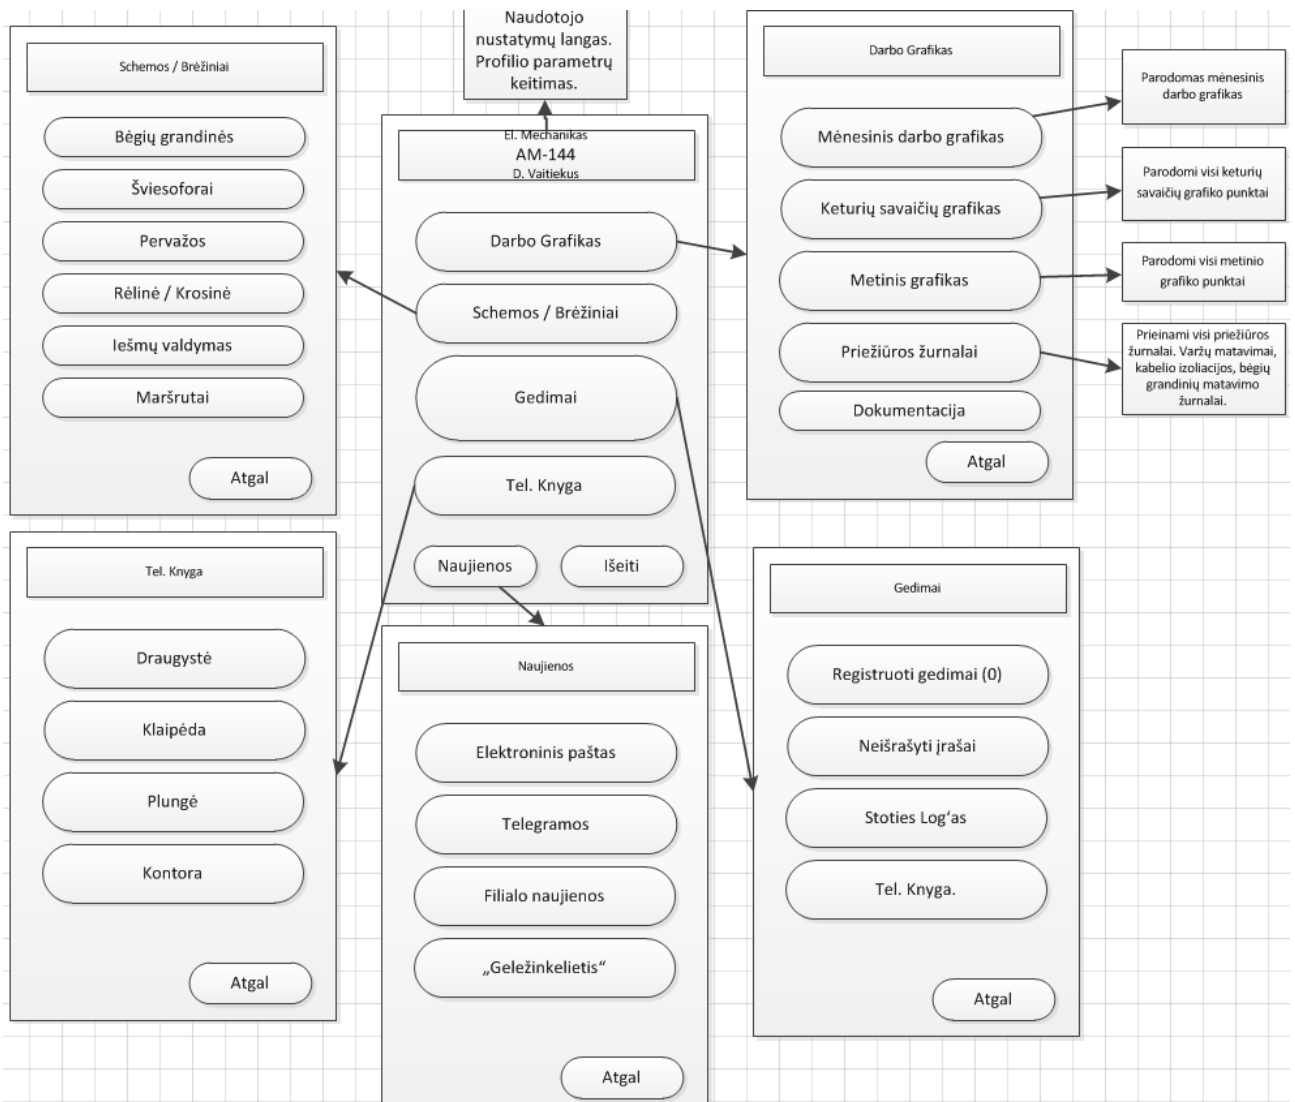 Naudotojo
nustatymų langas.
Profilio parametrų
keitimas.
Schemos / Brėžiniai
Bėgių grandinės
Šviesoforai
Pervažos
Rėlinė / Krosinė
Iešmų valdymas
Maršrutai
Atgal
El. Mechanikas
AM-144
D. Vaitiekus
Darbo Grafikas
Schemos / Brėžiniai
Gedimai
Tel. Knyga
Naujienos
Išeiti
Darbo Grafikas
Mėnesinis darbo grafikas
Keturių savaičių grafikas
Metinis grafikas
Priežiūros žurnalai
Dokumentacija
Atgal
Parodomas mėnesinis
darbo grafikas
Parodomi visi keturių
savaičių grafiko punktai
Parodomi visi metinio
grafiko punktai
Prieinami visi priežiūros
žurnalai. Varžų matavimai,
kabelio izoliacijos, bėgių
grandinių matavimo
žurnalai.
Tel. Knyga
Draugystė
Klaipėda
Plungė
Kontora
Atgal
Naujienos
Elektroninis paštas
Telegramos
Filialo naujienos
„Geležinkelietis“
Atgal
Gedimai
Registruoti gedimai (0)
Neišrašyti įrašai
Stoties Log‘as
Tel. Knyga.
Atgal